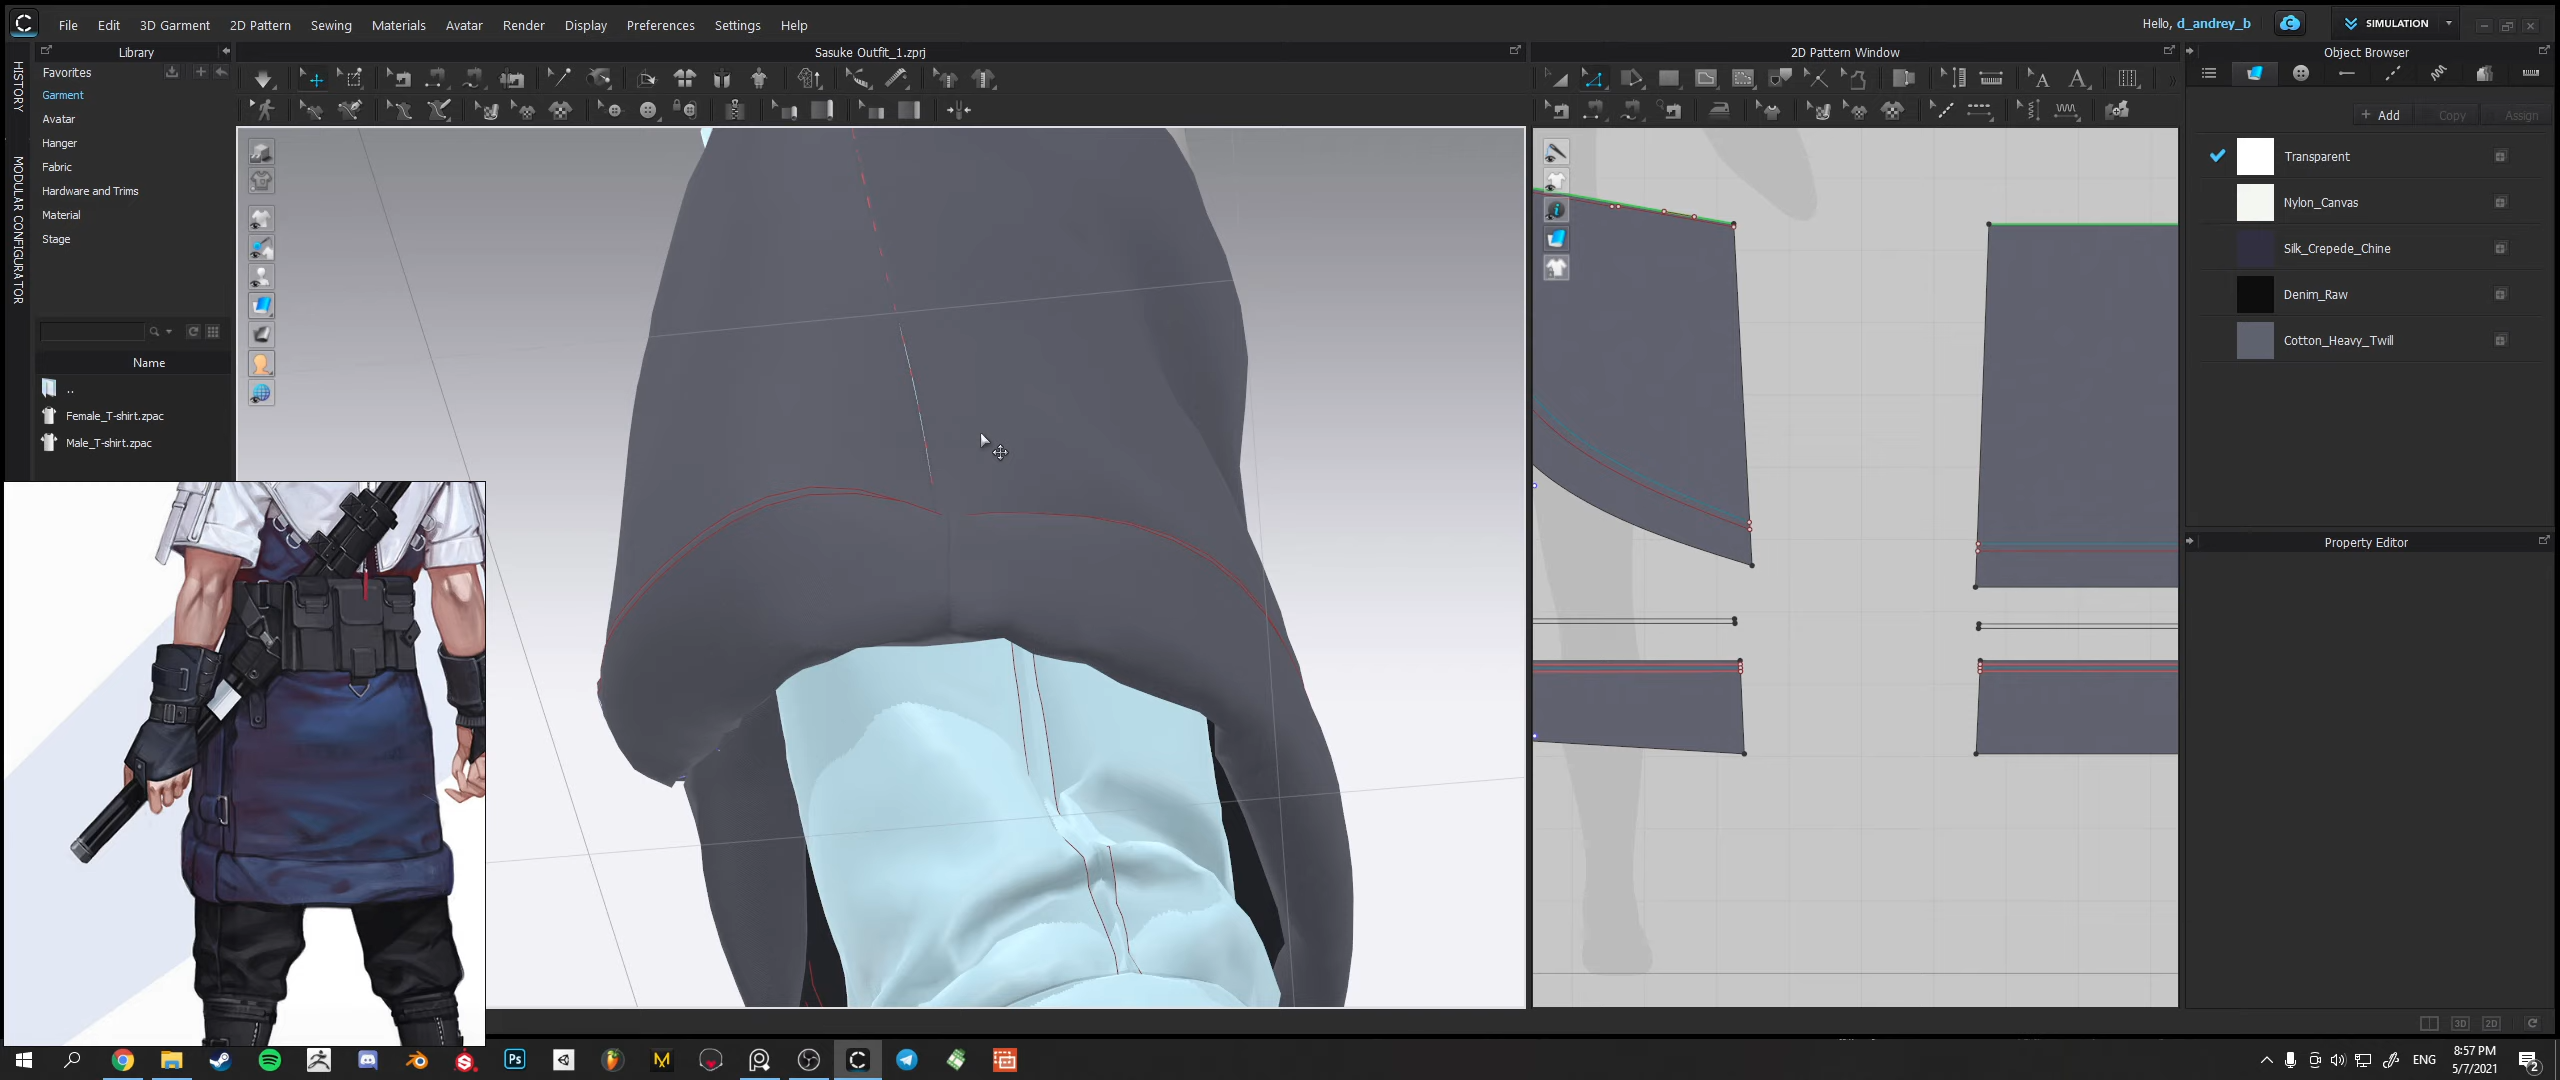 File Edit 3D Garment 2D Pattern Sewing Materials Avatar Render Display Preferences Settings Help
Hello, d_andrey_b
SIMULATION
HISTORY
MODULAR CONFIGURATOR
Library
Sasuke Outfit_1.zprj
2D Pattern Window
Object Browser
Favorites
Garment
Avatar
Hanger
Fabric
Hardware and Trims
Material
Stage
Name
..
Female_T-shirt.zpac
Male_T-shirt.zpac
+ Add
Copy
Assign
Transparent
Nylon_Canvas
Silk_Crepede_Chine
Denim_Raw
Cotton_Heavy_Twill
Property Editor
3D
2D
ENG
8:57 PM
5/7/2021
2